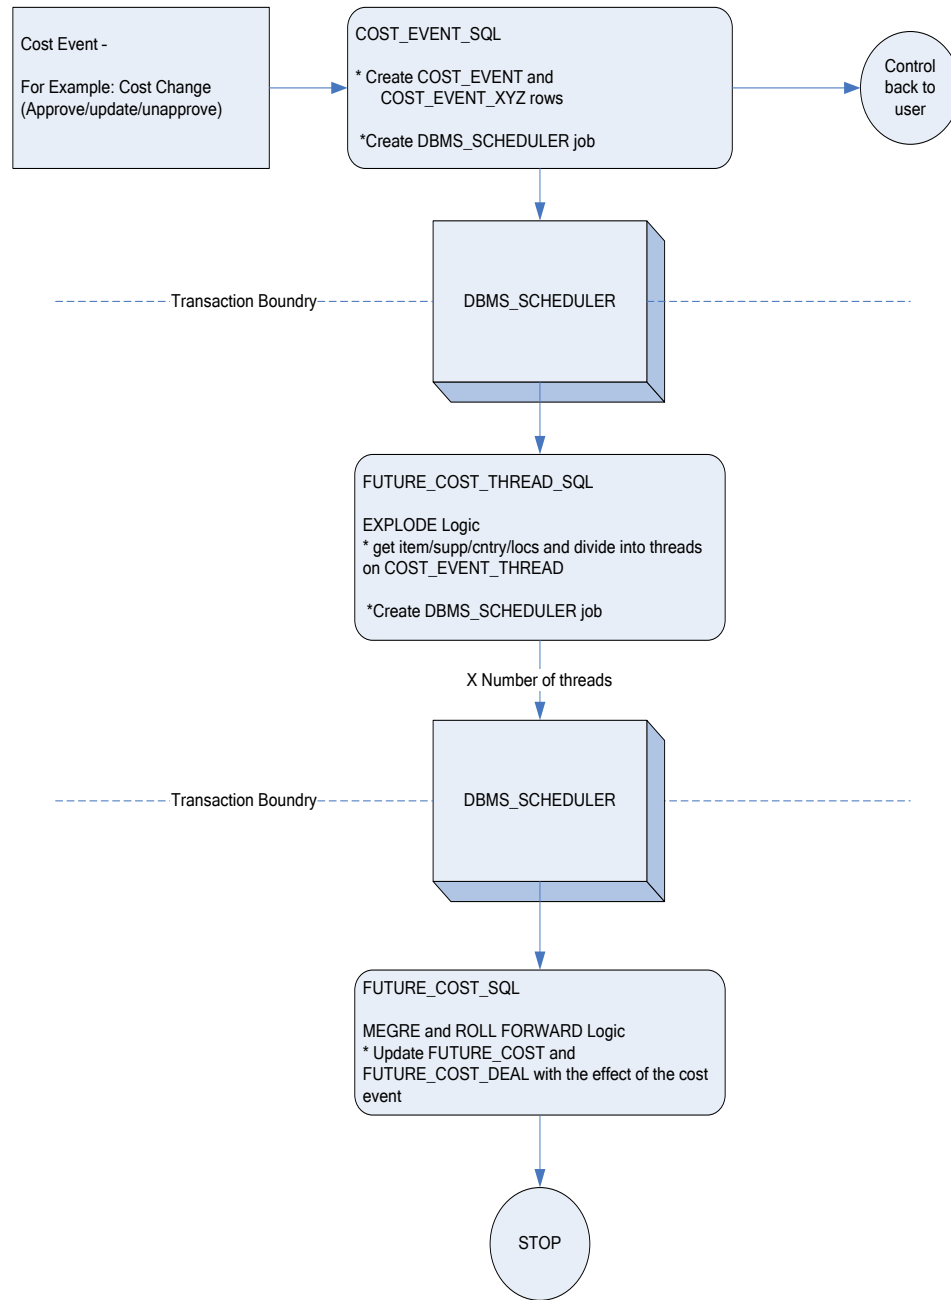 Cost Event -
For Example: Cost Change
(Approve/update/unapprove)
COST_EVENT_SQL
* Create COST_EVENT and
COST_EVENT_XYZ rows
*Create DBMS_SCHEDULER job
Control
back to
user
Transaction Boundry
DBMS_SCHEDULER
FUTURE_COST_THREAD_SQL
EXPLODE Logic
* get item/supp/cntry/locs and divide into threads
on COST_EVENT_THREAD
*Create DBMS_SCHEDULER job
X Number of threads
Transaction Boundry
DBMS_SCHEDULER
FUTURE_COST_SQL
MEGRE and ROLL FORWARD Logic
* Update FUTURE_COST and
FUTURE_COST_DEAL with the effect of the cost
event
STOP